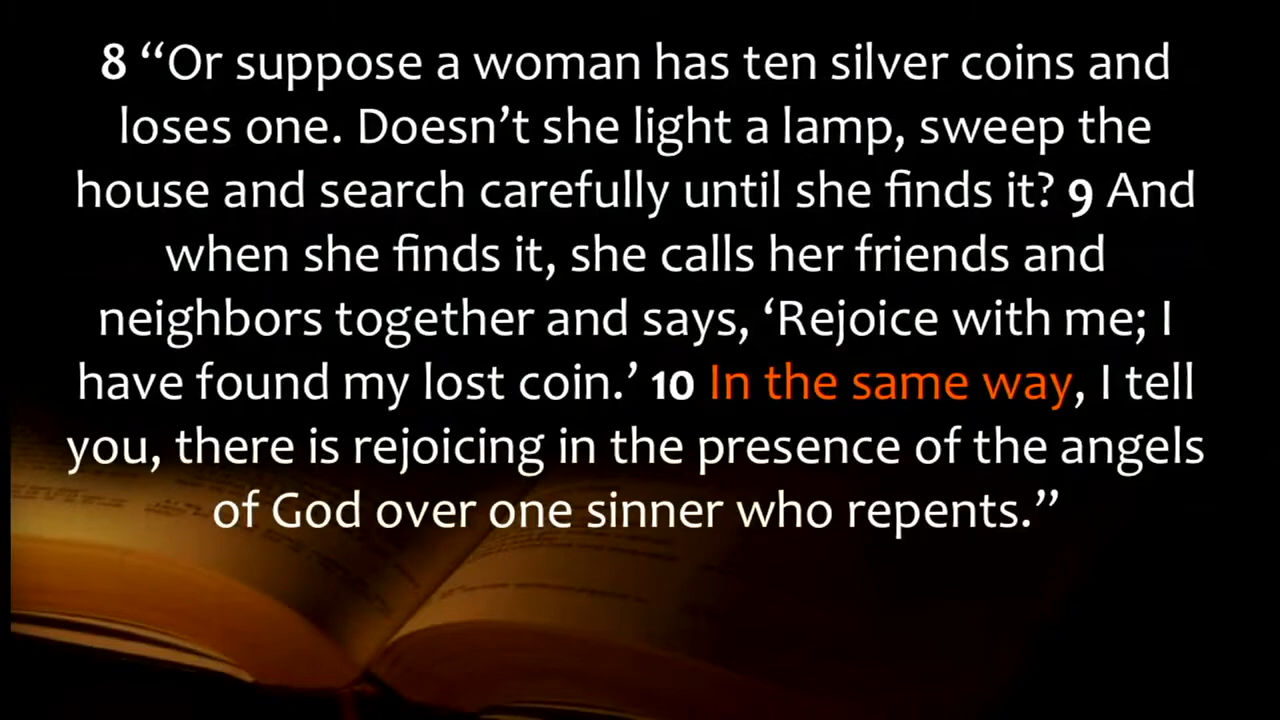 8 “Or suppose a woman has ten silver coins and
loses one. Doesn’t she light a lamp, sweep the
house and search carefully until she finds it? 9 And
when she finds it, she calls her friends and
neighbors together and says, ‘Rejoice with me; I
have found my lost coin.’ 10 In the same way, I tell
you, there is rejoicing in the presence of the angels
of God over one sinner who repents.”